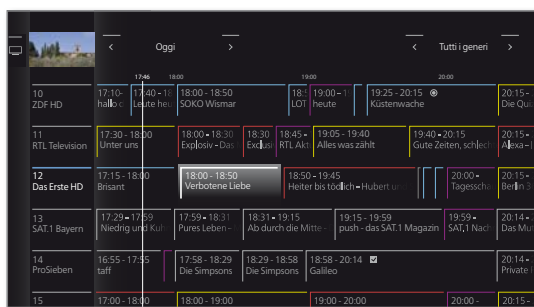 Oggi
Tutti i generi
17:46 18:00 19:00 20:00
10 17:10- 17:40 - 18: 18:00 - 18:50 18: 19:00 - 1 19:25 - 20:15 20:15 -
ZDF HD hallo Leute heu SOKO Wismar LOT heute Küstenwache Die Qui
11 17:30 - 18:00 18:00 - 18:30 18:30 18:45 - 19:05 - 19:40 19:40 - 20:15 20:15 -
RTL Television Unter uns Explosiv - Das Exclusi RTL Akt Alles was zählt Gute Zeiten, schlech Alexa - I
12 17:15 - 18:00 18:00 - 18:50 18:50 - 19:45 20:00 - 20:15 -
Das Erste HD Brisant Verbotene Liebe Heiter bis tödlich - Hubert un Tagesscha Berlin
13 17:29 - 17:59 17:59 - 18:31 18:31 - 19:15 19:15 - 19:59 19:59 - 20:14 -
SAT.1 Bayern Niedrig und Kuh Pures Leben - Ab durch die Mitte - push - das SAT.1 Magazin SAT.1 Nach Das Mu
14 16:55 - 17:55 17:58 - 18:29 18:29 - 18:58 18:58 - 20:14 20:14 -
ProSieben taff Die Simpsons Die Simpsons Galileo Private
15 17:00 - 18:00 18:00 - 19:00 19:00 - 20:00 20:00 - 20:15 -